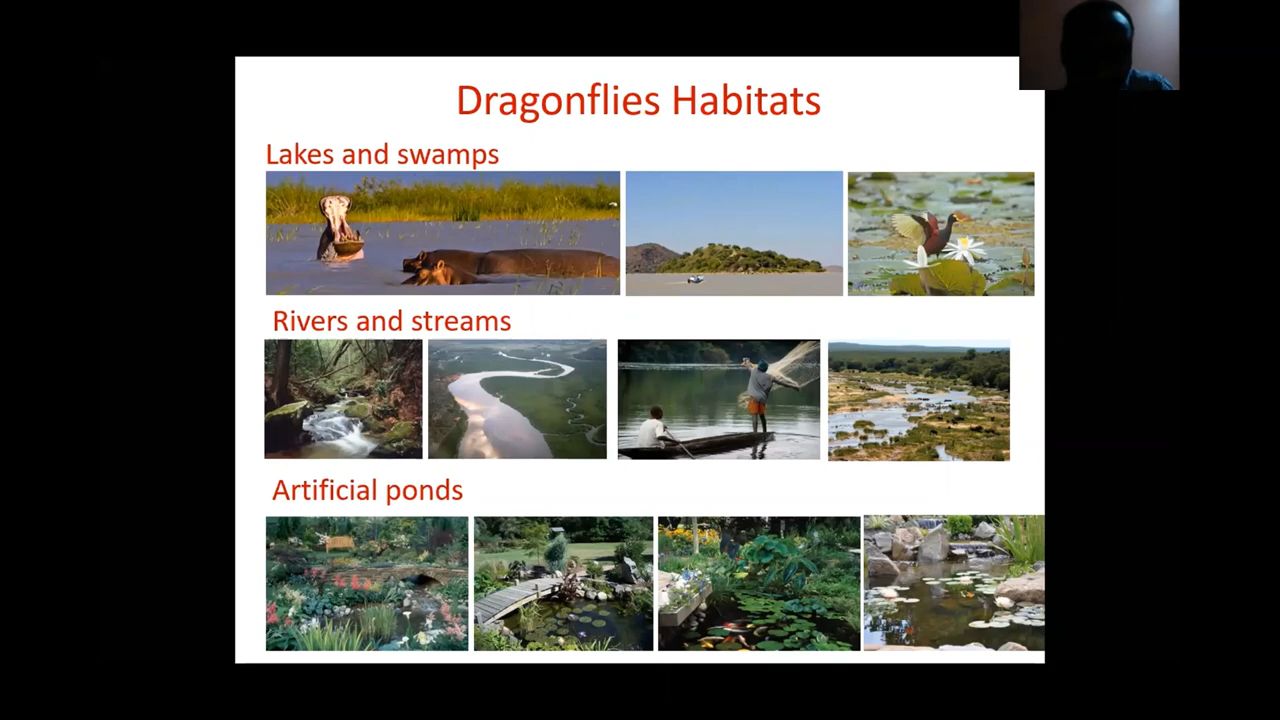 Dragonflies Habitats
Lakes and swamps
Rivers and streams
Artificial ponds